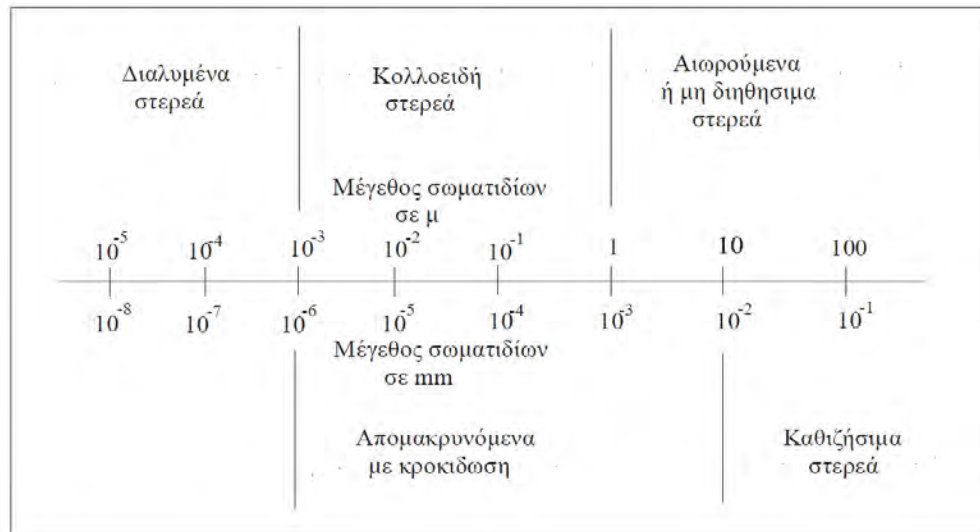 Διαλυμένα
στερεά
Κολλοειδή
στερεά
Αιωρούμενα
ή μη διηθησιμα
στερεά
Μέγεθος σωματιδίων
σε μ
10⁻⁵ 10⁻⁴ 10⁻³ 10⁻² 10⁻¹ 1 10 100
10⁻⁸ 10⁻⁷ 10⁻⁶ 10⁻⁵ 10⁻⁴ 10⁻³ 10⁻² 10⁻¹
Μέγεθος σωματιδίων
σε mm
Απομακρυνόμενα
με κροκιδωση
Καθιζήσιμα
στερεά